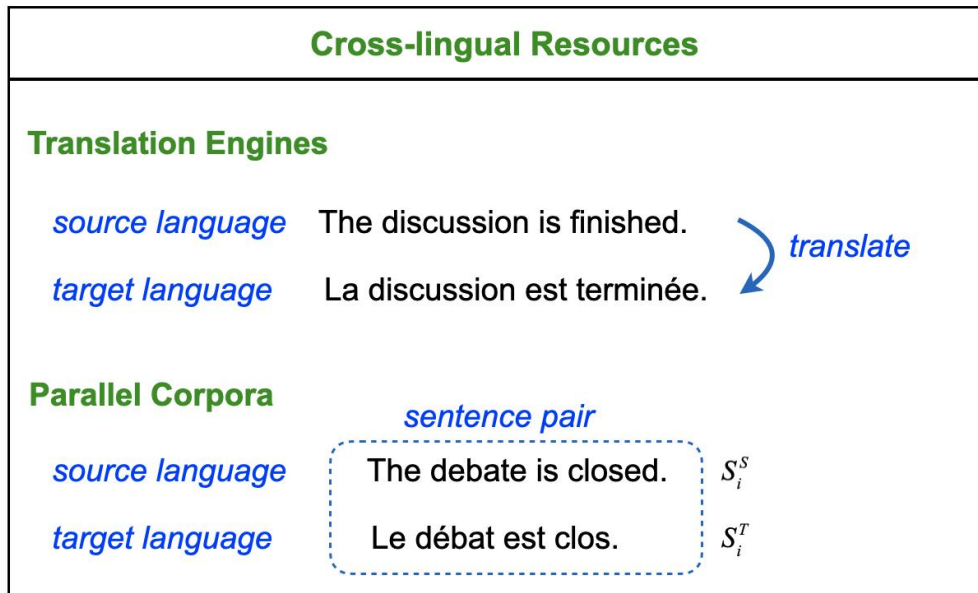 Cross-lingual Resources
Translation Engines
source language The discussion is finished.
translate
target language La discussion est terminée.
Parallel Corpora
sentence pair
source language The debate is closed. S_i^S
target language Le débat est clos. S_i^T